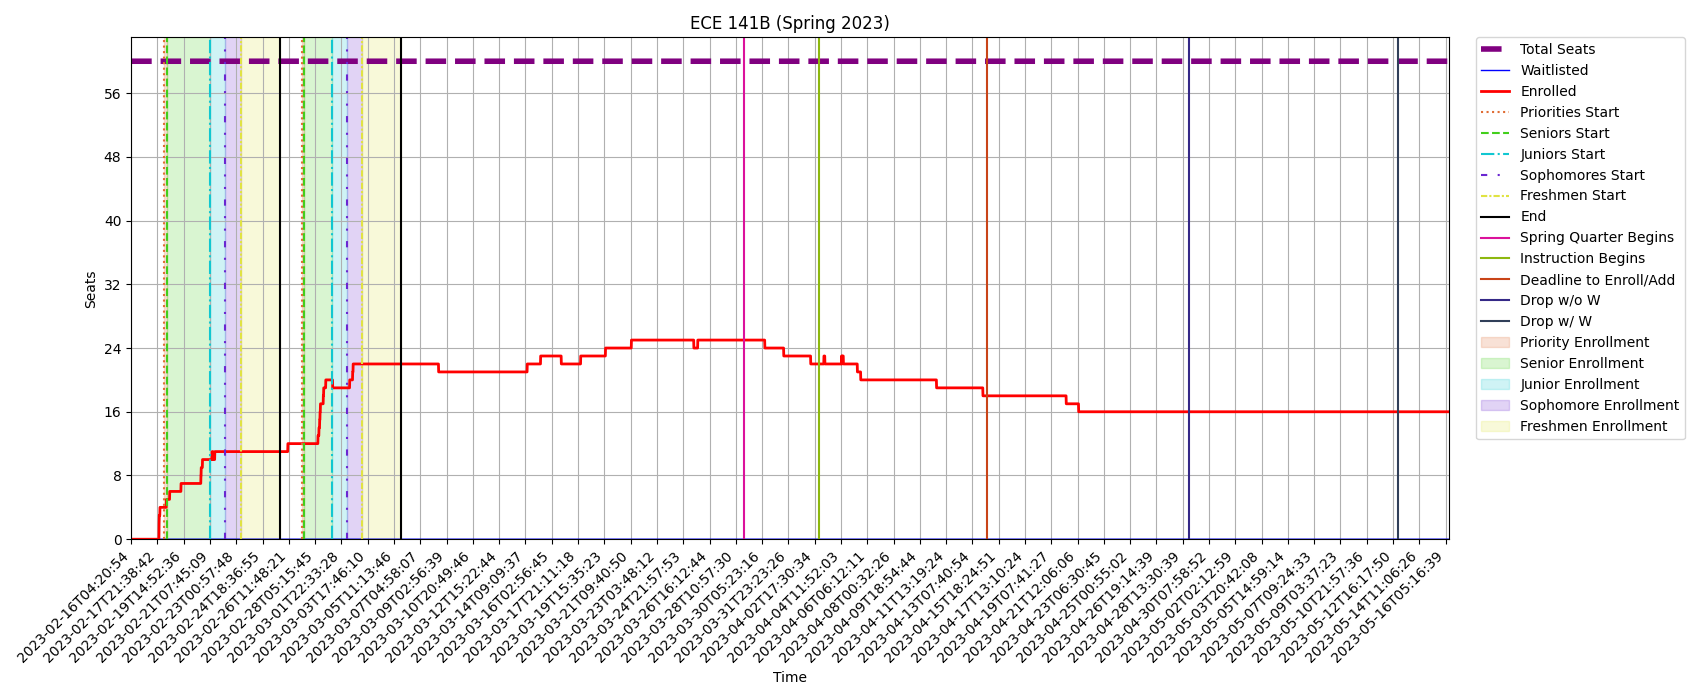 ECE 141B (Spring 2023)
Seats
56
48
40
32
24
16
8
0
2023-02-16T04:20:54
2023-02-17T21:38:42
2023-02-19T14:52:36
2023-02-21T07:45:09
2023-02-23T00:57:48
2023-02-24T18:36:55
2023-02-26T11:48:21
2023-02-28T05:15:45
2023-03-01T22:33:28
2023-03-03T17:46:10
2023-03-05T11:13:46
2023-03-07T04:58:07
2023-03-09T02:56:39
2023-03-10T20:49:46
2023-03-12T15:22:44
2023-03-14T09:09:37
2023-03-16T02:56:45
2023-03-17T21:11:18
2023-03-19T15:35:23
2023-03-21T09:40:50
2023-03-23T03:48:12
2023-03-24T21:57:53
2023-03-26T16:12:44
2023-03-28T10:57:30
2023-03-30T05:23:16
2023-03-31T23:23:26
2023-04-02T17:30:34
2023-04-04T11:52:03
2023-04-06T06:12:11
2023-04-08T00:32:26
2023-04-09T18:54:44
2023-04-11T13:19:24
2023-04-13T07:40:54
2023-04-15T18:24:51
2023-04-17T13:10:24
2023-04-19T07:41:27
2023-04-21T12:06:06
2023-04-23T06:30:45
2023-04-25T00:55:02
2023-04-26T19:14:39
2023-04-28T13:30:39
2023-04-30T07:58:52
2023-05-02T02:12:59
2023-05-03T20:42:08
2023-05-05T14:59:14
2023-05-07T09:24:33
2023-05-09T03:37:23
2023-05-10T21:57:36
2023-05-12T16:17:50
2023-05-14T11:06:26
2023-05-16T05:16:39
Time
Total Seats
Waitlisted
Enrolled
Priorities Start
Seniors Start
Juniors Start
Sophomores Start
Freshmen Start
End
Spring Quarter Begins
Instruction Begins
Deadline to Enroll/Add
Drop w/o W
Drop w/ W
Priority Enrollment
Senior Enrollment
Junior Enrollment
Sophomore Enrollment
Freshmen Enrollment